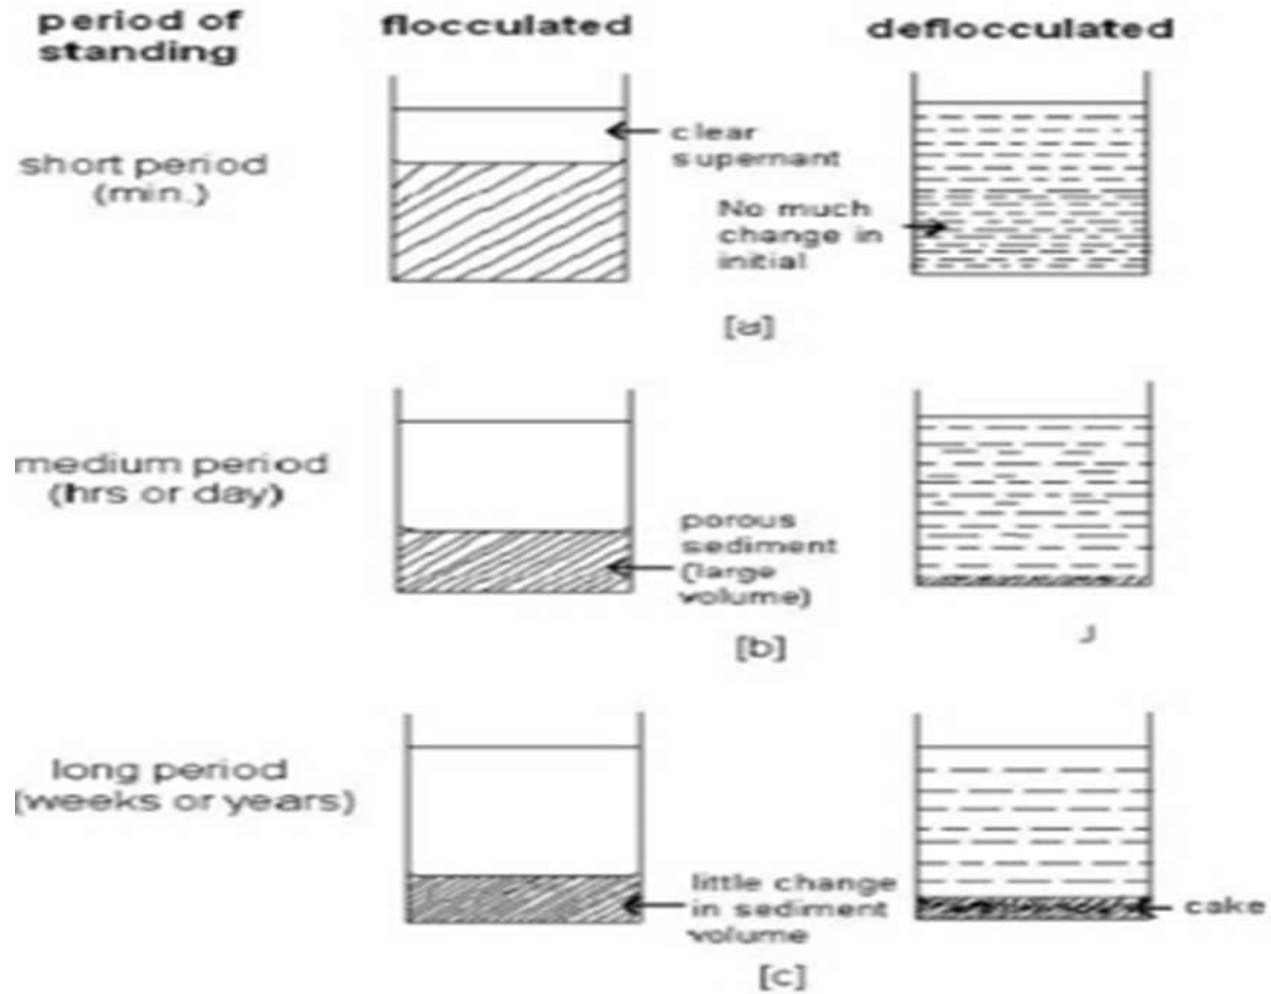 period of
standing
flocculated
deflocculated
short period
(min.)
clear
supernant
No much
change in
initial
[a]
medium period
(hrs or day)
porous
sediment
(large
volume)
[b]
J
long period
(weeks or years)
little change
in sediment
volume
cake
[c]